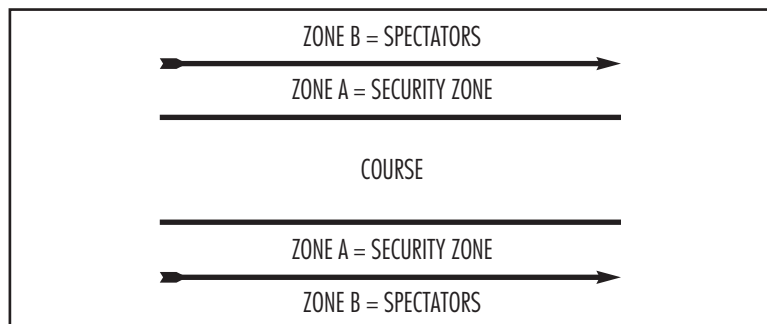 ZONE B = SPECTATORS
ZONE A = SECURITY ZONE
COURSE
ZONE A = SECURITY ZONE
ZONE B = SPECTATORS